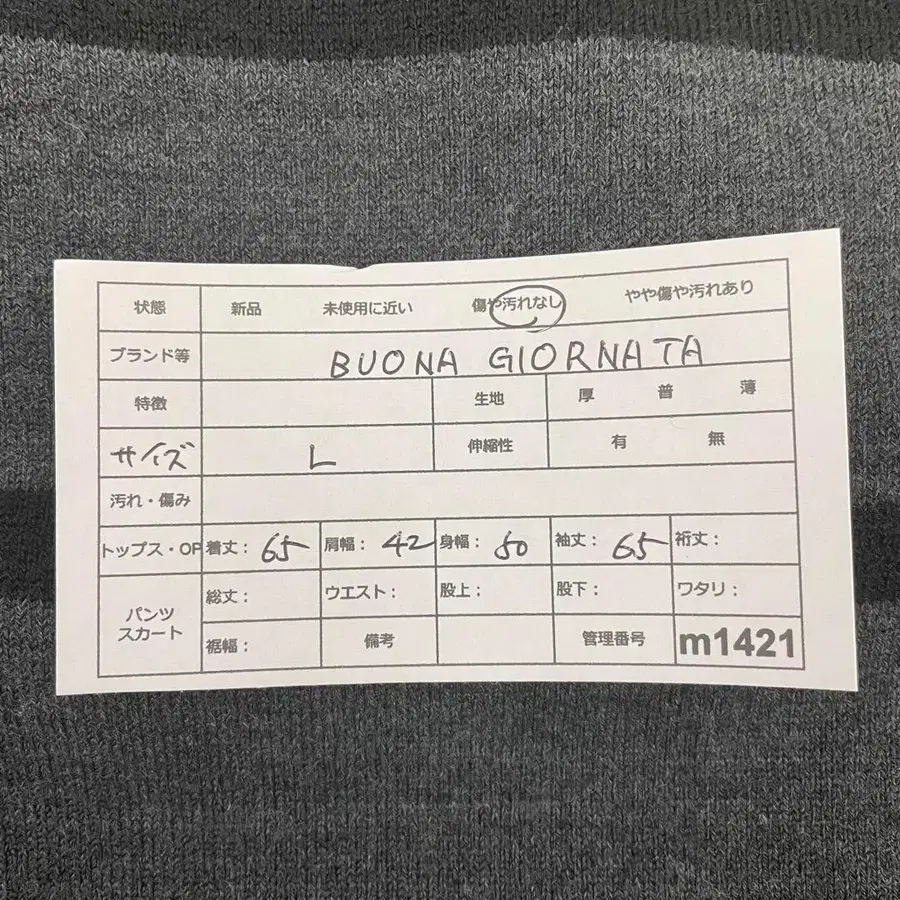 状態 新品 未使用に近い 傷や汚れなし やや傷や汚れあり
ブランド等 BUONA GIORNATA
特徴 生地 厚 普 薄
サイズ L 伸縮性 有 無
汚れ・傷み
トップス・OP 着丈： 65 肩幅： 42 身幅： 50 袖丈： 65 裄丈：
パンツ スカート 総丈： ウエスト： 股上： 股下： ワタリ：
裾幅： 備考 管理番号 m1421